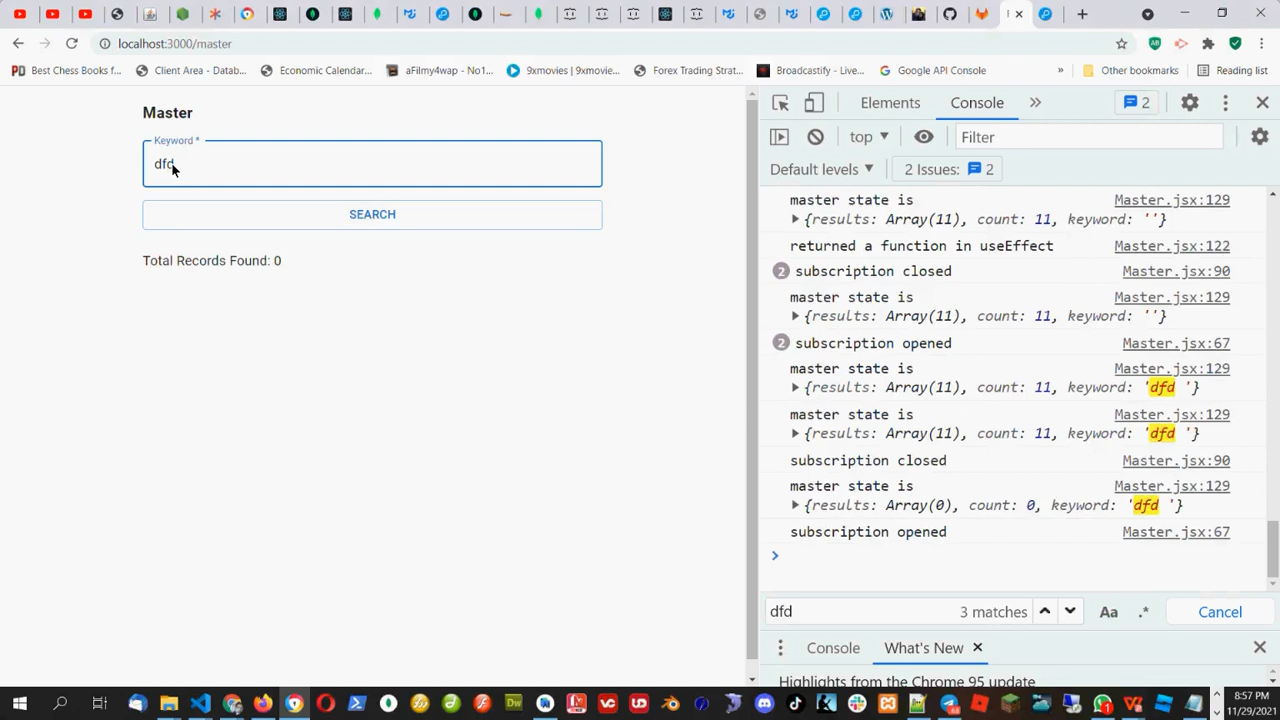 localhost:3000/master
Best Chess Books f...
Client Area - Datab...
Economic Calendar...
aFilmy4wap - No1...
9xmovies | 9xmovie...
Forex Trading Strat...
Broadcastify - Live...
Google API Console
»
Other bookmarks
Reading list
Master
Keyword *
dfd
SEARCH
Total Records Found: 0
Elements
Console
»
2
top
Filter
Default levels
2 Issues: 2
master state is Master.jsx:129
{results: Array(11), count: 11, keyword: ''}
returned a function in useEffect Master.jsx:122
2 subscription closed Master.jsx:90
master state is Master.jsx:129
{results: Array(11), count: 11, keyword: ''}
2 subscription opened Master.jsx:67
master state is Master.jsx:129
{results: Array(11), count: 11, keyword: 'dfd '}
master state is Master.jsx:129
{results: Array(11), count: 11, keyword: 'dfd '}
subscription closed Master.jsx:90
master state is Master.jsx:129
{results: Array(0), count: 0, keyword: 'dfd '}
subscription opened Master.jsx:67
dfd 3 matches Aa .* Cancel
Console What's New
Highlights from the Chrome 95 update
8:57 PM
11/29/2021